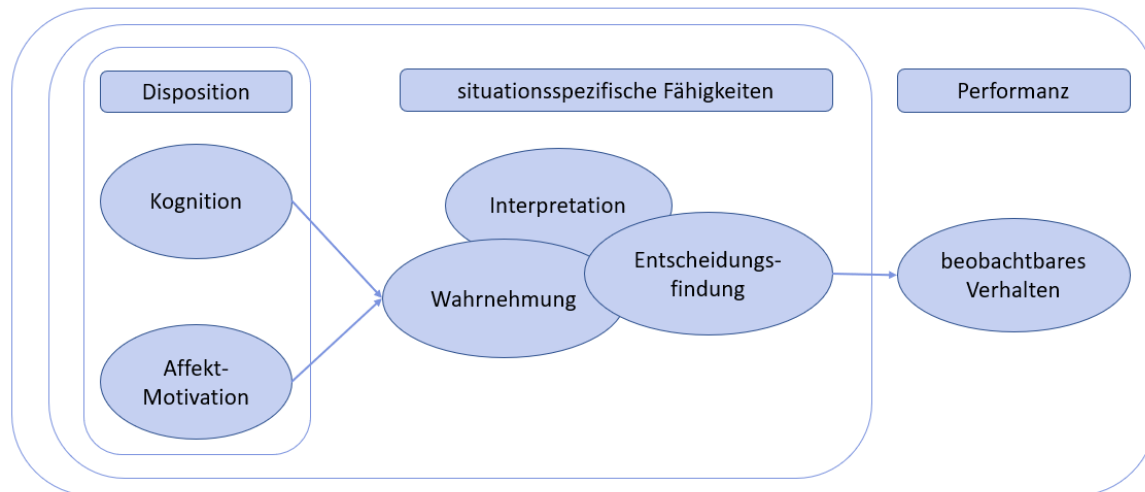 Disposition
situationsspezifische Fähigkeiten
Performanz
Kognition
Affekt-
Motivation
Interpretation
Wahrnehmung
Entscheidungs-
findung
beobachtbares
Verhalten